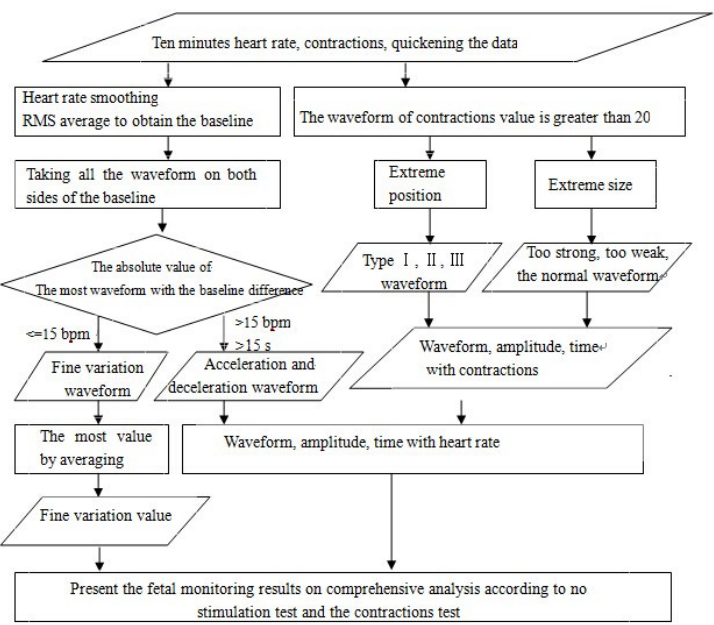 Ten minutes heart rate, contractions, quickening the data
Heart rate smoothing
RMS average to obtain the baseline
The waveform of contractions value is greater than 20
Taking all the waveform on both
sides of the baseline
Extreme
position
Extreme size
The absolute value of
The most waveform with the baseline difference
Type Ⅰ, Ⅱ, Ⅲ
waveform
Too strong, too weak,
the normal waveform
<=15 bpm
>15 bpm
>15 s
Fine variation
waveform
Acceleration and
deceleration waveform
Waveform, amplitude, time
with contractions
The most value
by averaging
Waveform, amplitude, time with heart rate
Fine variation value
Present the fetal monitoring results on comprehensive analysis according to no
stimulation test and the contractions test